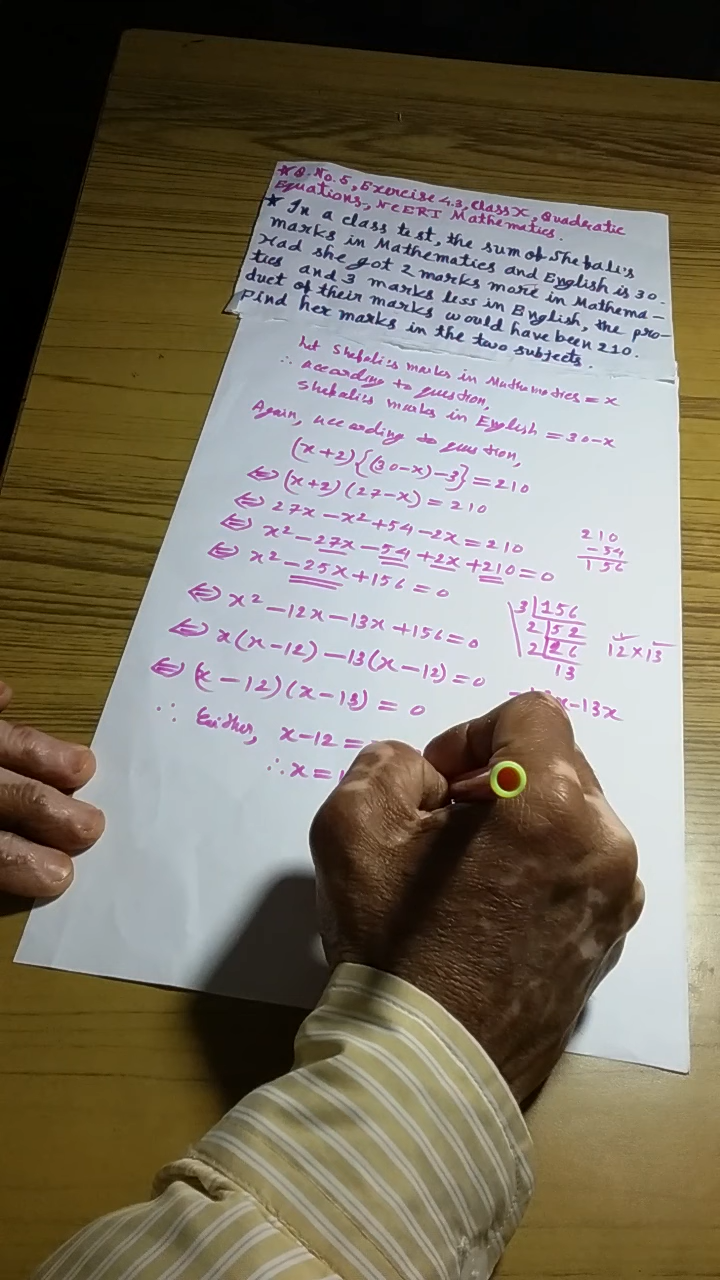 * Q. No. 5, Exercise 4.3, Class X, Quadratic
Equations, NCERT Mathematics.
* In a class test, the sum of Shefali's
marks in Mathematics and English is 30.
Had she got 2 marks more in Mathema-
tics and 3 marks less in English, the pro-
duct of their marks would have been 210.
Find her marks in the two subjects.
Let Shefali's marks in Mathematics = x
∴ according to question,
Shefali's marks in English = 30-x
Again, according to question,
(x+2){(30-x)-3} = 210
⇔ (x+2)(27-x) = 210
⇔ 27x - x² + 54 - 2x = 210
⇔ x² - 27x - 54 + 2x + 210 = 0
⇔ x² - 25x + 156 = 0
⇔ x² - 12x - 13x + 156 = 0
⇔ x(x-12) - 13(x-12) = 0
⇔ (x-12)(x-13) = 0
∴ Either, x-12 =
∴ x =
210
-54
156
3 156
2 52
2 26
13
12×13
-13x